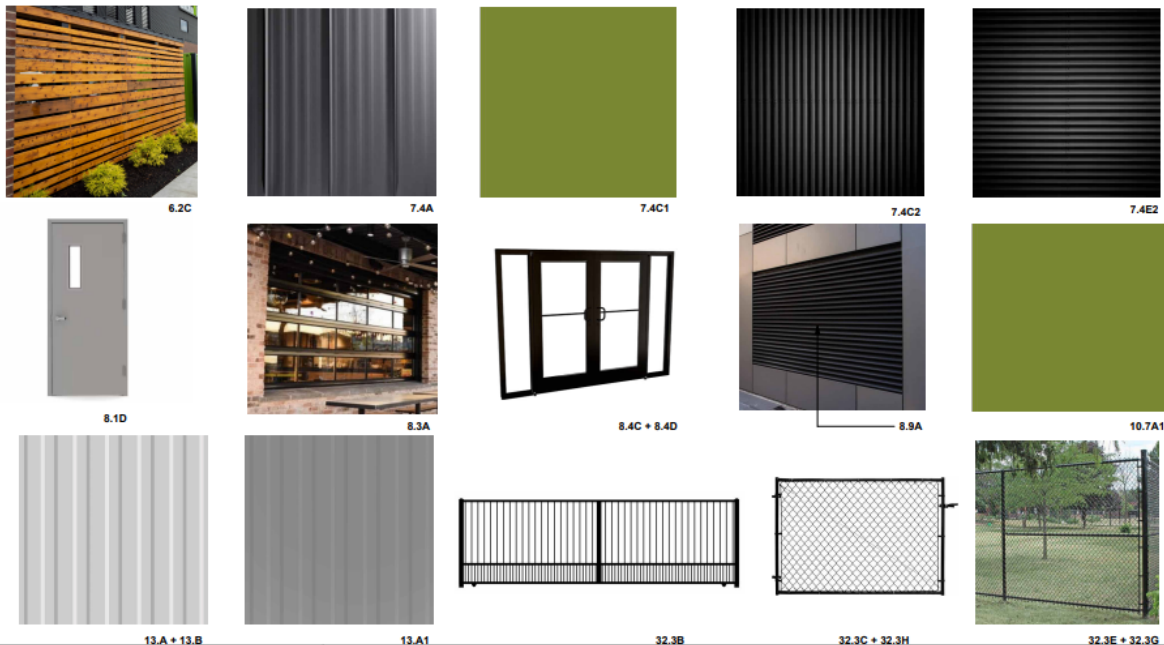 6.2C
7.4A
7.4C1
7.4C2
7.4E2
8.1D
8.3A
8.4C + 8.4D
8.9A
10.7A1
13.A + 13.B
13.A1
32.3B
32.3C + 32.3H
32.3E + 32.3G